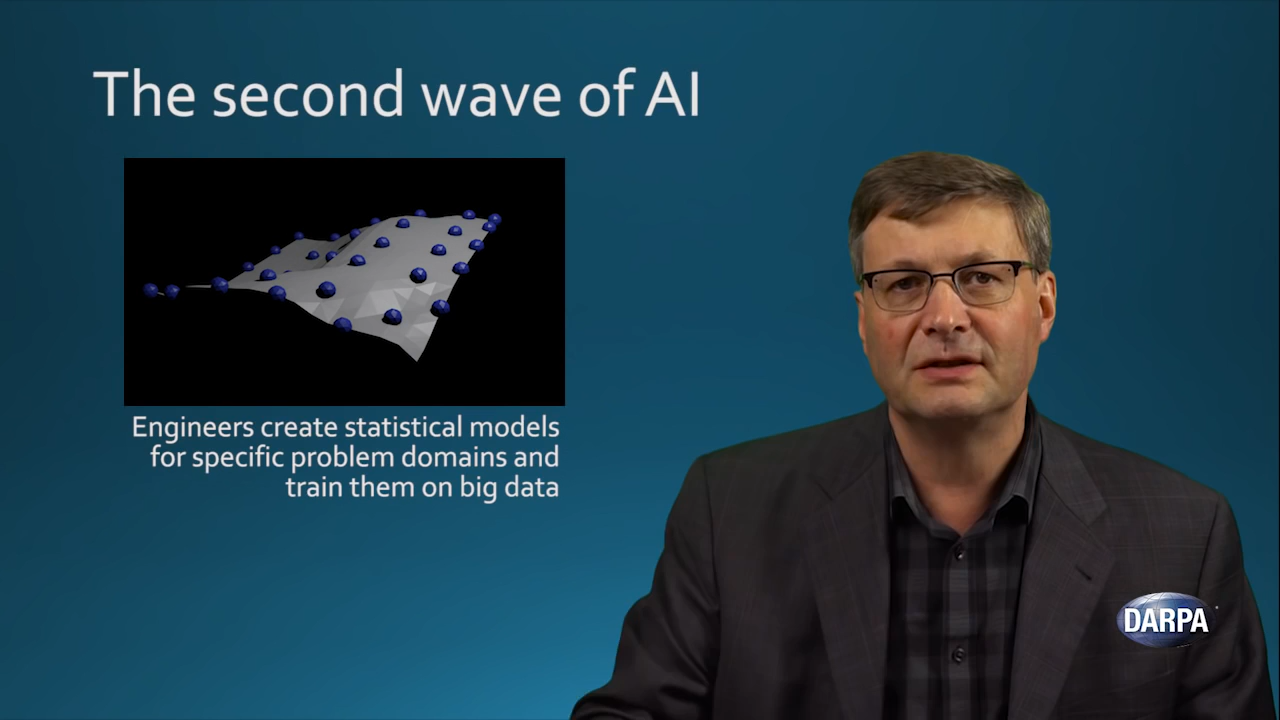 The second wave of AI
Engineers create statistical models
for specific problem domains and
train them on big data
DARPA